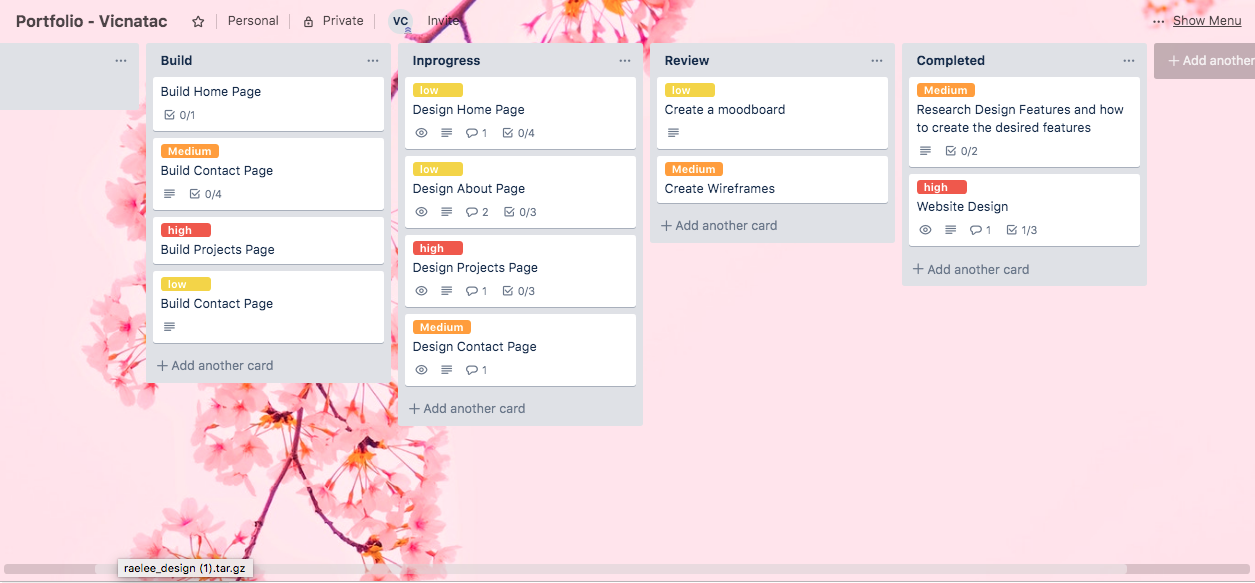 Portfolio - Vicnatac
Personal
Private
VC
Invite
Show Menu
Build
Build Home Page
0/1
Medium
Build Contact Page
0/4
high
Build Projects Page
low
Build Contact Page
+ Add another card
Inprogress
low
Design Home Page
1 0/4
low
Design About Page
2 0/3
high
Design Projects Page
1 0/3
Medium
Design Contact Page
1
+ Add another card
Review
low
Create a moodboard
Medium
Create Wireframes
+ Add another card
Completed
Medium
Research Design Features and how
to create the desired features
0/2
high
Website Design
1 1/3
+ Add another card
+ Add another
raelee_design (1).tar.gz